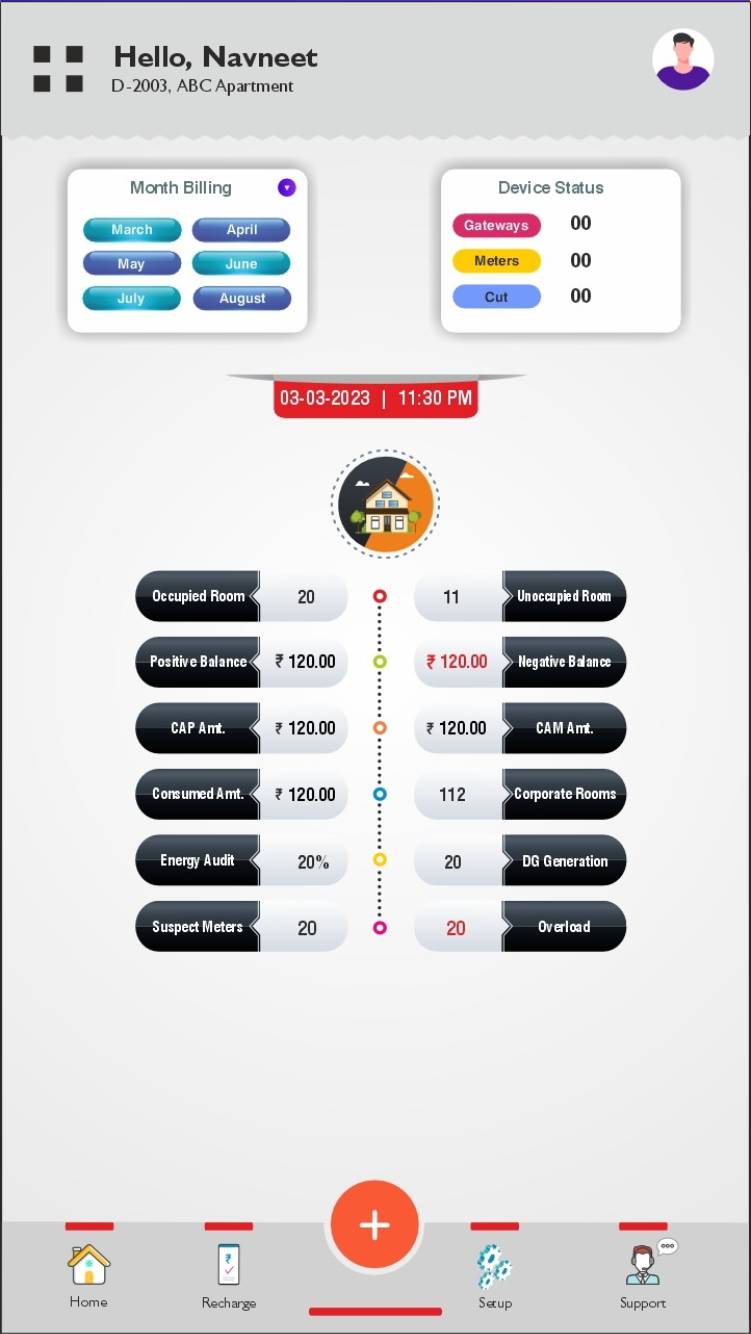 Hello, Navneet
D-2003, ABC Apartment
Month Billing
March April
May June
July August
Device Status
Gateways 00
Meters 00
Cut 00
03-03-2023 | 11:30 PM
Occupied Room 20 11 Unoccupied Room
Positive Balance ₹ 120.00 ₹ 120.00 Negative Balance
CAP Amt. ₹ 120.00 ₹ 120.00 CAM Amt.
Consumed Amt. ₹ 120.00 112 Corporate Rooms
Energy Audit 20% 20 DG Generation
Suspect Meters 20 20 Overload
+
₹
Home Recharge Setup Support